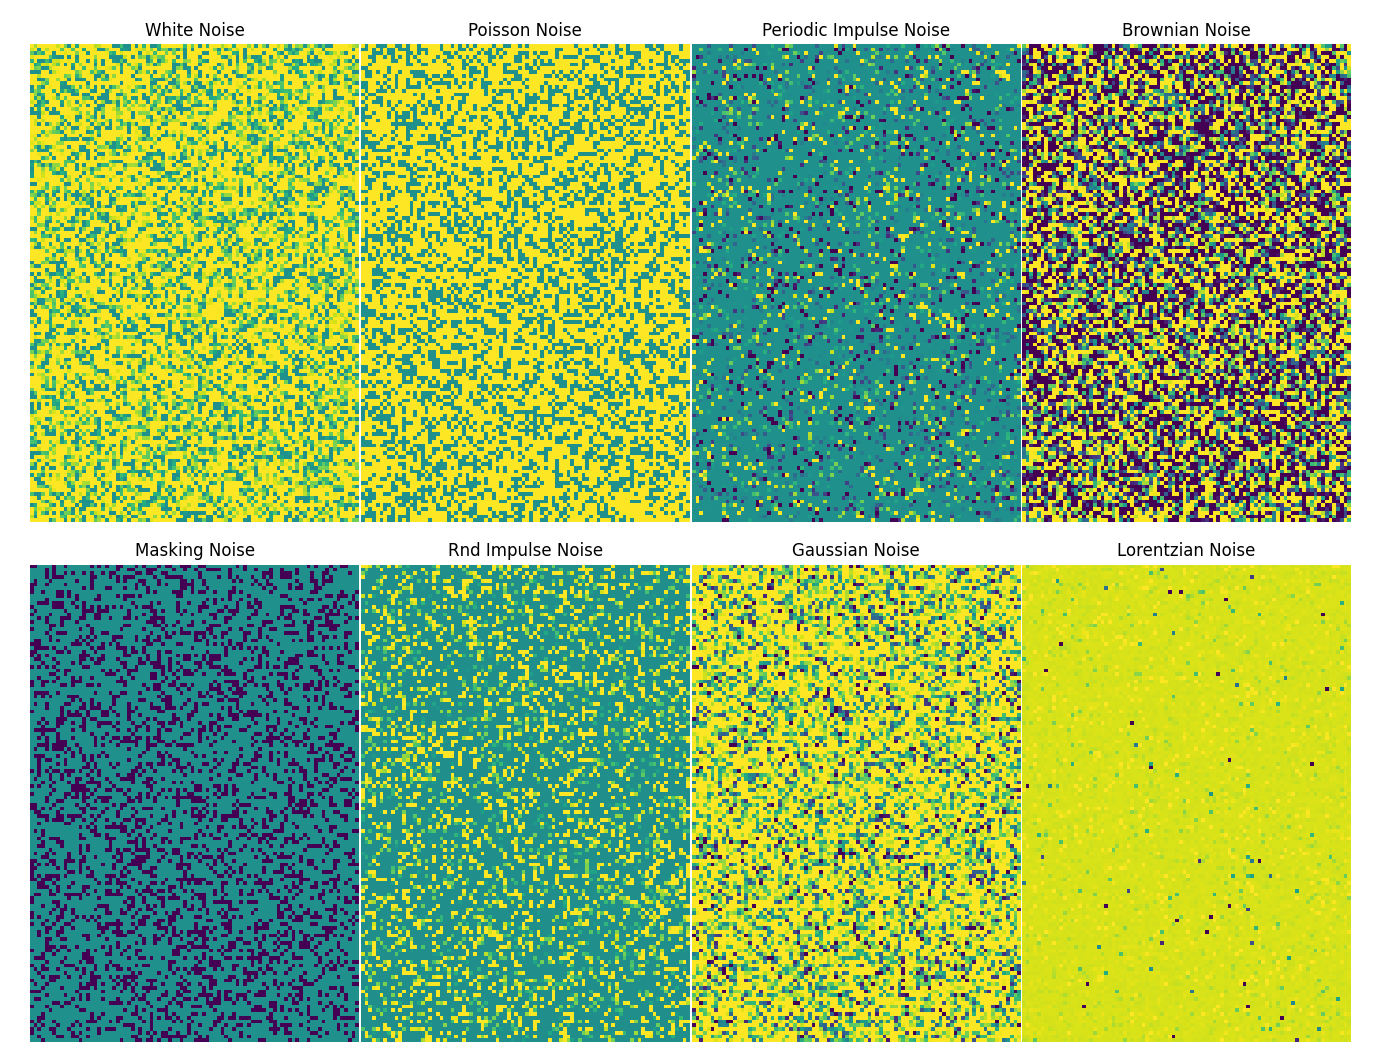 White Noise
Poisson Noise
Periodic Impulse Noise
Brownian Noise
Masking Noise
Rnd Impulse Noise
Gaussian Noise
Lorentzian Noise